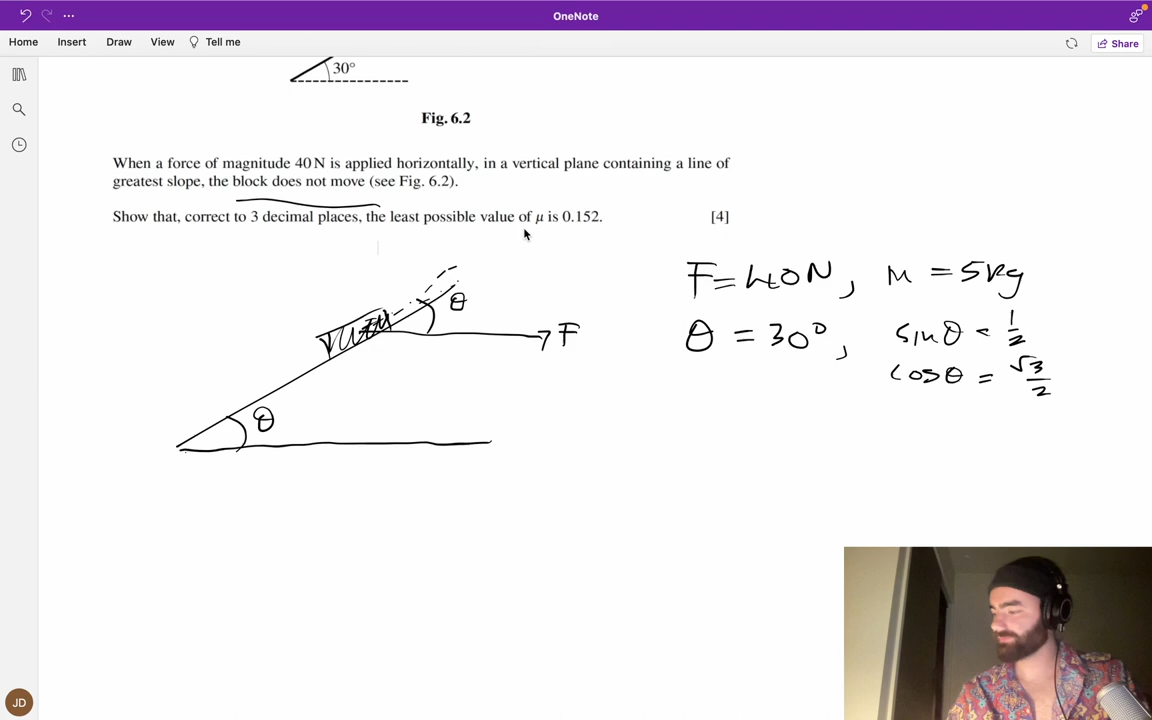 OneNote
Home Insert Draw View Tell me
Share
30°
Fig. 6.2
When a force of magnitude 40 N is applied horizontally, in a vertical plane containing a line of
greatest slope, the block does not move (see Fig. 6.2).
Show that, correct to 3 decimal places, the least possible value of μ is 0.152. [4]
F = 40N, M = 5kg
θ = 30°, sinθ = 1/2
cosθ = √3/2
θ
F
θ
JD